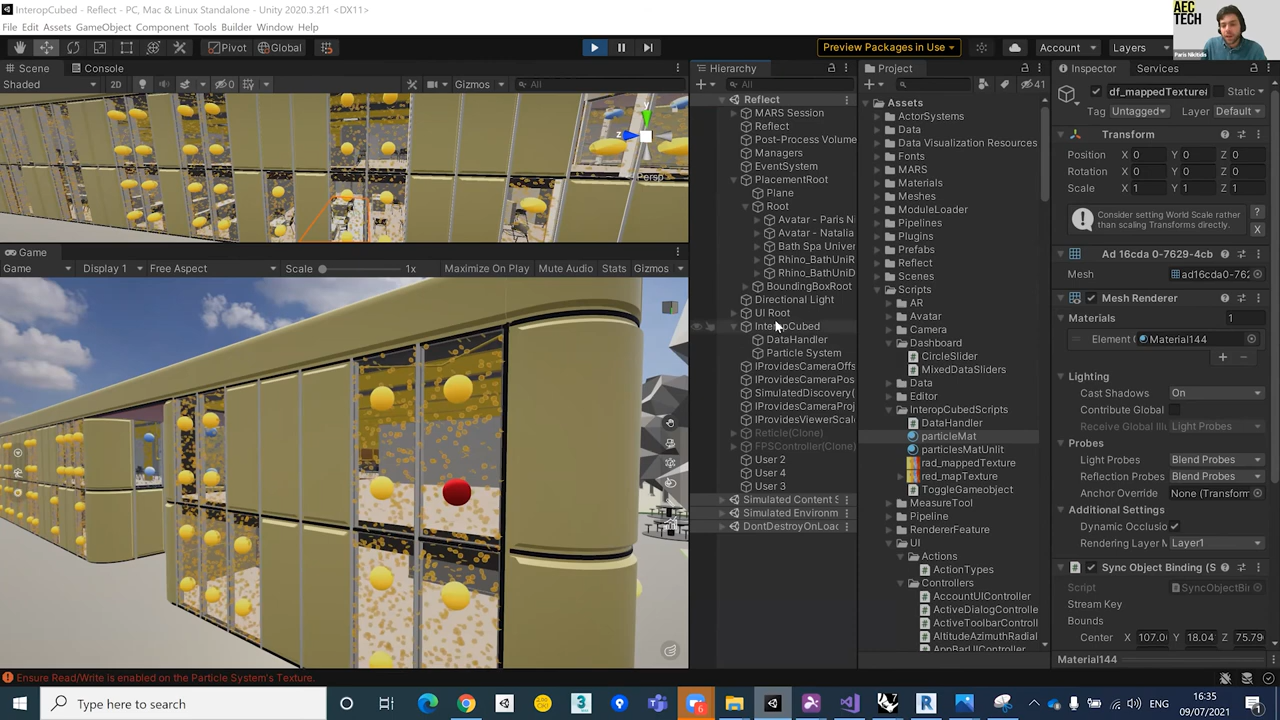 InteropCubed - Reflect - PC, Mac & Linux Standalone - Unity 2020.3.2f1 <DX11>
File Edit Assets GameObject Component Tools Builder Window Help
Pivot Global
Preview Packages in Use
Account Layers
AEC TECH
Paris Nikitidis
Scene Console
Shaded 2D 0 Gizmos All
y
z
Persp
Game
Game Display 1 Free Aspect Scale 1x Maximize On Play Mute Audio Stats Gizmos
Hierarchy
All
Reflect
MARS Session
Reflect
Post-Process Volume
Managers
EventSystem
PlacementRoot
Plane
Root
Avatar - Paris N
Avatar - Natalia
Bath Spa Univer
Rhino_BathUniR
Rhino_BathUniD
BoundingBoxRoot
Directional Light
UI Root
InteropCubed
DataHandler
Particle System
IProvidesCameraOffs
IProvidesCameraPos
SimulatedDiscovery(
IProvidesCameraProj
IProvidesViewerScal
Reticle(Clone)
FPSController(Clone)
User 2
User 4
User 3
Simulated Content S
Simulated Environm
DontDestroyOnLoad
Project
41
Assets
ActorSystems
Data
Data Visualization Resources
Fonts
MARS
Materials
Meshes
ModuleLoader
Pipelines
Plugins
Prefabs
Reflect
Scenes
Scripts
AR
Avatar
Camera
Dashboard
CircleSlider
MixedDataSliders
Data
Editor
InteropCubedScripts
DataHandler
particleMat
particlesMatUnlit
rad_mappedTexture
red_mapTexture
ToggleGameobject
MeasureTool
Pipeline
RendererFeature
UI
Actions
ActionTypes
Controllers
AccountUIController
ActiveDialogControlle
ActiveToolbarControll
AltitudeAzimuthRadial
AppBarUIController
Inspector Services
df_mappedTexturel Static
Tag Untagged Layer Default
Transform
Position X 0 Y 0 Z 0
Rotation X 0 Y 0 Z 0
Scale X 1 Y 1 Z 1
Consider setting World Scale rather than scaling Transforms directly.
? X
Ad 16cda 0-7629-4cb
Mesh ad16cda0-762
Mesh Renderer
Materials 1
Element ( Material144
Lighting
Cast Shadows On
Contribute Global
Receive Global Ill Light Probes
Probes
Light Probes Blend Probes
Reflection Probes Blend Probes
Anchor Override None (Transform
Additional Settings
Dynamic Occlusio
Rendering Layer M Layer1
Sync Object Binding (S
Script SyncObjectBin
Stream Key
Bounds
Center X 107.0 Y 18.04 Z 75.79
Material144
Ensure Read/Write is enabled on the Particle System's Texture.
Type here to search
6
16:35
09/07/2021